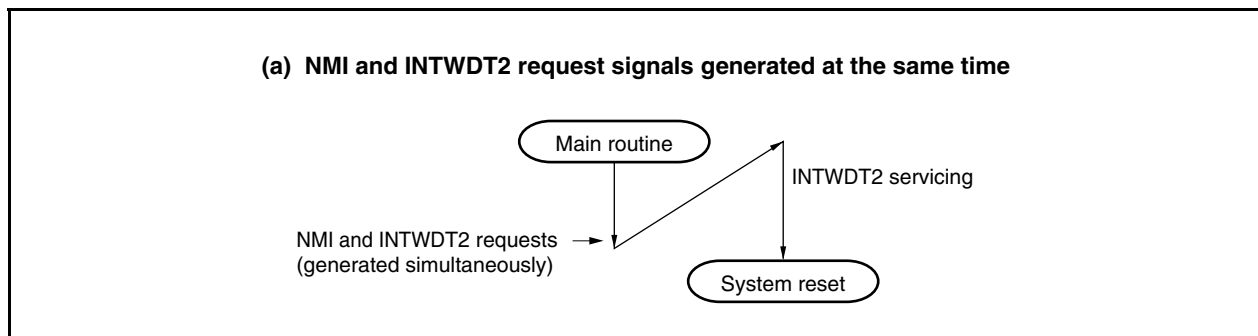 (a) NMI and INTWDT2 request signals generated at the same time
Main routine
INTWDT2 servicing
NMI and INTWDT2 requests
(generated simultaneously)
System reset